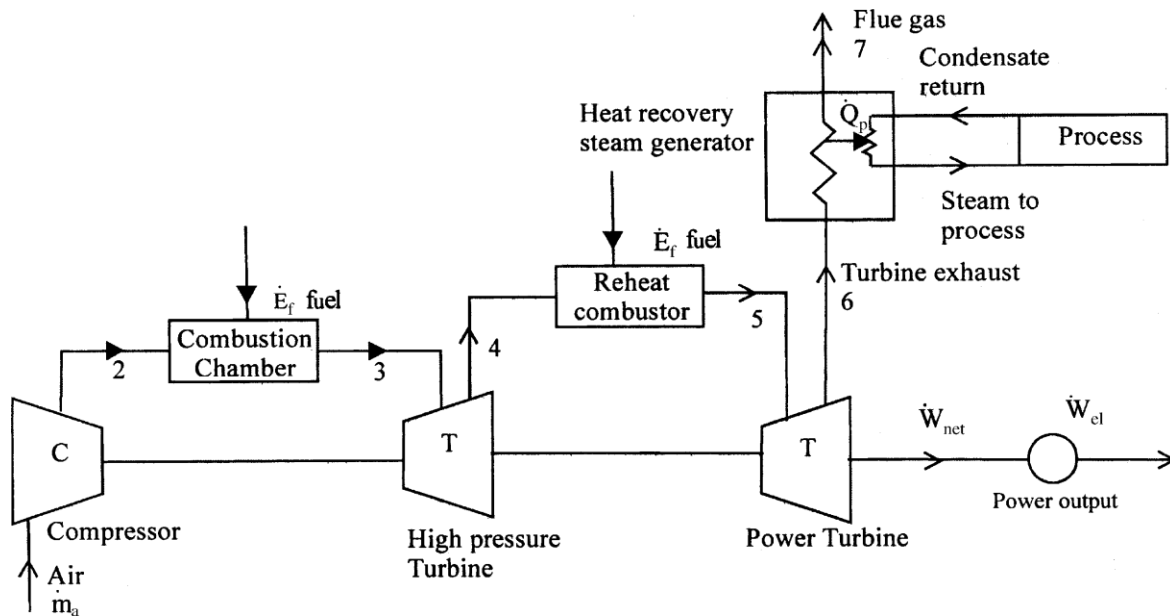 Flue gas
7
Condensate
return
Heat recovery
steam generator
Q̇p
Process
Steam to
process
Ėf fuel
Reheat
combustor
Turbine exhaust
6
5
Ėf fuel
Combustion
Chamber
2
3
4
C
T
T
Ẇnet
Ẇel
Power output
Compressor
High pressure
Turbine
Power Turbine
Air
ṁa